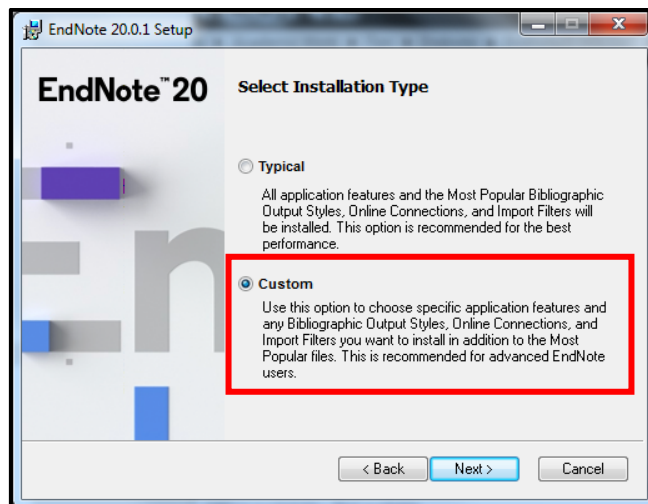 EndNote 20.0.1 Setup
EndNote™20
Select Installation Type
Typical
All application features and the Most Popular Bibliographic
Output Styles, Online Connections, and Import Filters will
be installed. This option is recommended for the best
performance.
Custom
Use this option to choose specific application features and
any Bibliographic Output Styles, Online Connections, and
Import Filters you want to install in addition to the Most
Popular files. This is recommended for advanced EndNote
users.
< Back
Next >
Cancel